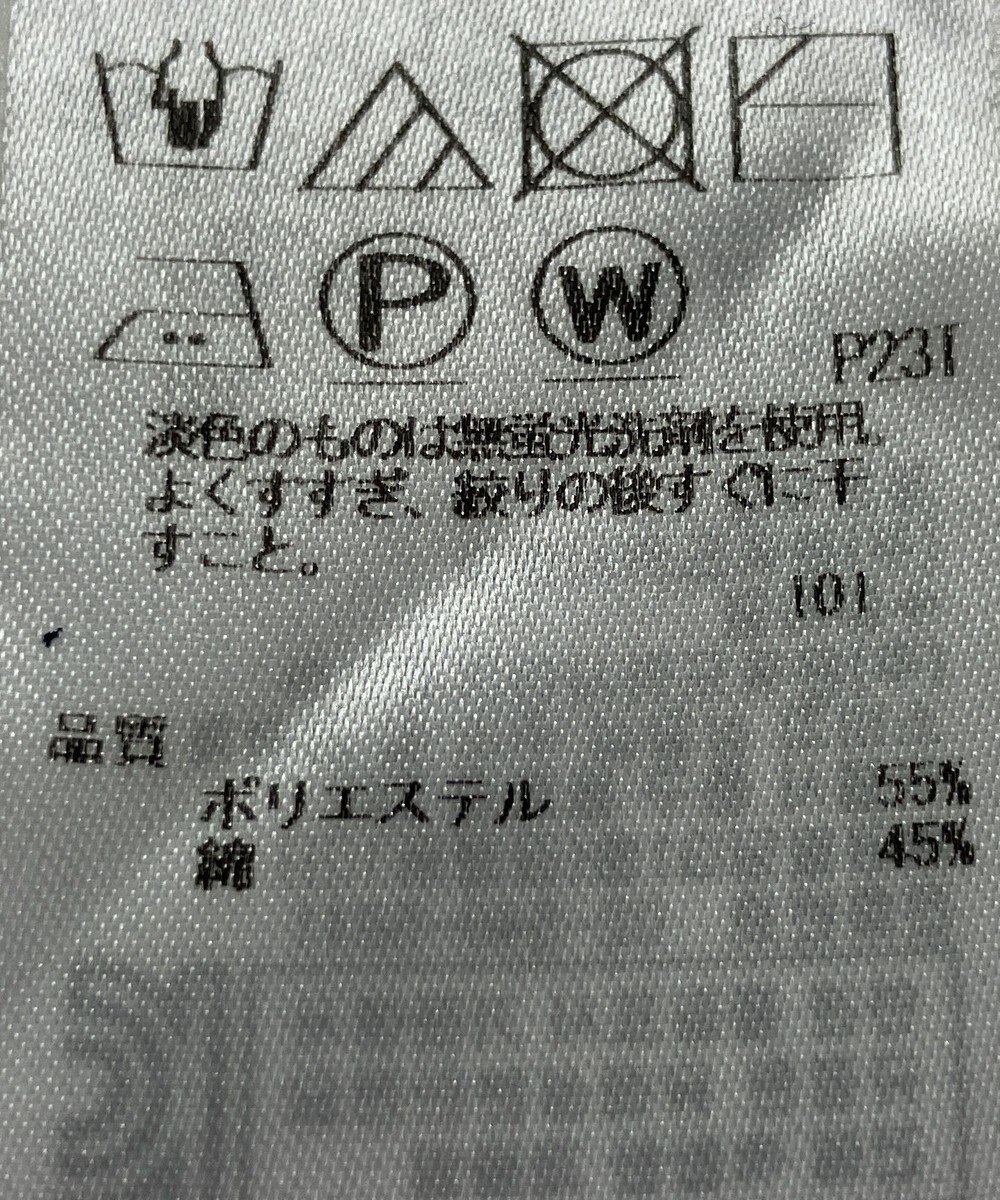 P
W
P231
淡色のものは無蛍光洗剤を使用。
よくすすぎ、絞りの後すぐに干
すこと。
101
品質
ポリエステル 55%
綿 45%